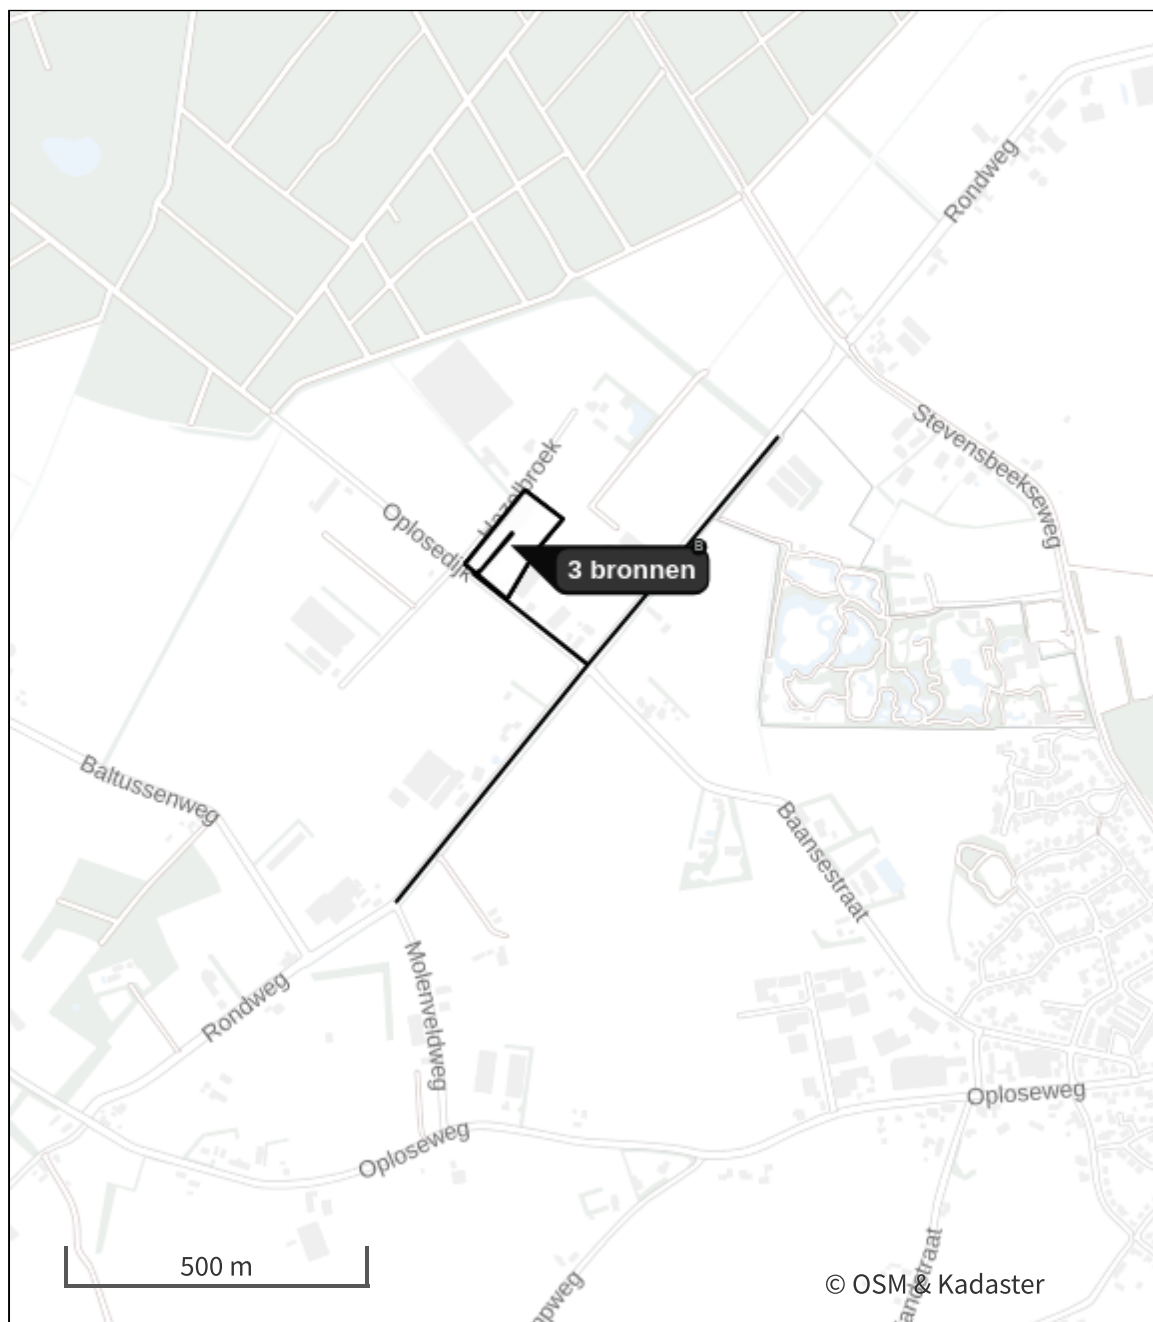 Rondweg
Stevensbeekseweg
Hazelbroek
Oplosedijk
B
3 bronnen
Baltussenweg
Baansestraat
Molenveldweg
Rondweg
Oploseweg
Oploseweg
500 m
© OSM & Kadaster